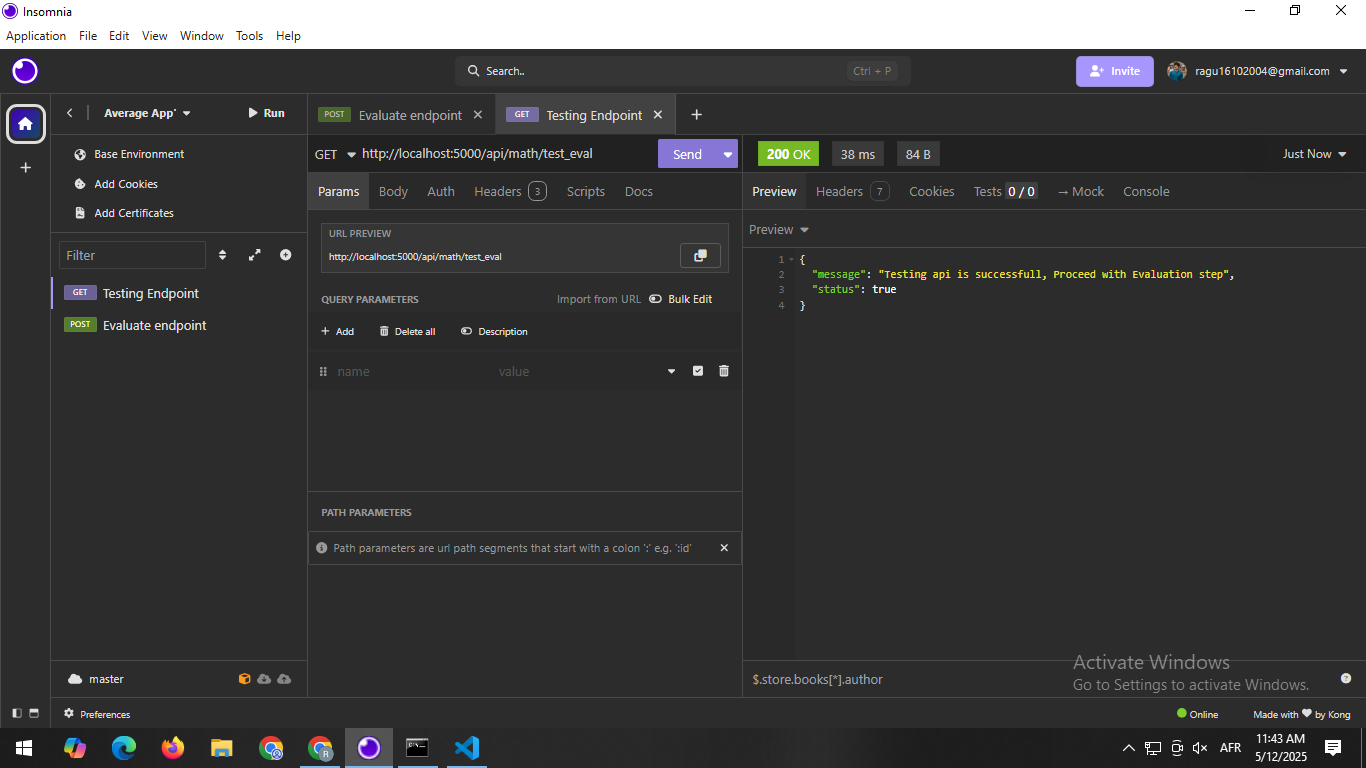 Insomnia
Application File Edit View Window Tools Help
Search.. Ctrl + P
Invite
ragu16102004@gmail.com
Average App'
Run
Base Environment
Add Cookies
Add Certificates
Filter
GET Testing Endpoint
POST Evaluate endpoint
master
Preferences
POST Evaluate endpoint
GET Testing Endpoint
GET http://localhost:5000/api/math/test_eval Send
Params Body Auth Headers 3 Scripts Docs
URL PREVIEW
http://localhost:5000/api/math/test_eval
QUERY PARAMETERS Import from URL Bulk Edit
Add Delete all Description
name value
PATH PARAMETERS
Path parameters are url path segments that start with a colon ':' e.g. ':id'
200 OK 38 ms 84 B Just Now
Preview Headers 7 Cookies Tests 0 / 0 → Mock Console
Preview
1 {
2 "message": "Testing api is successfull, Proceed with Evaluation step",
3 "status": true
4 }
$.store.books[*].author
Activate Windows
Go to Settings to activate Windows.
Online Made with ❤ by Kong
R
AFR
11:43 AM
5/12/2025